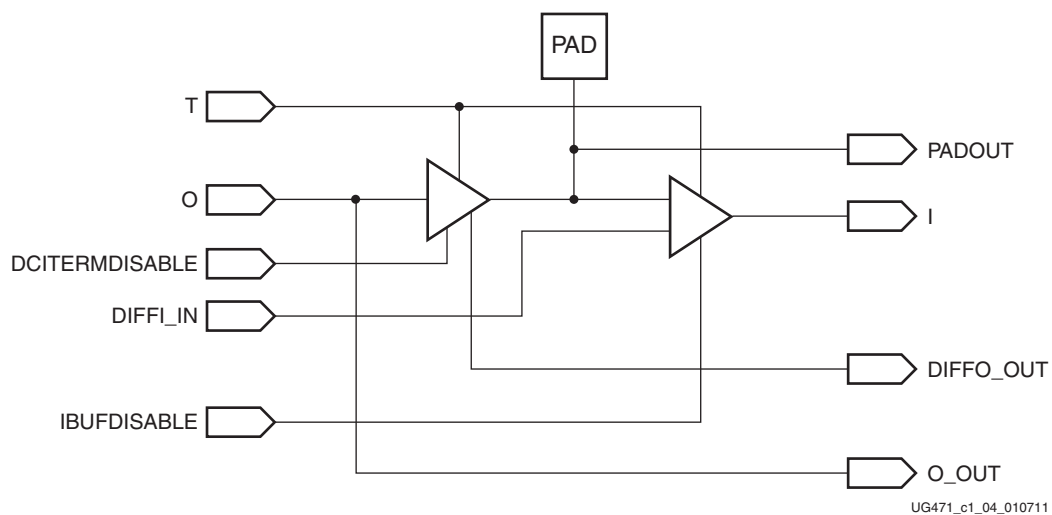 PAD
T
PADOUT
O
I
DCITERMDISABLE
DIFFI_IN
DIFFO_OUT
IBUFDISABLE
O_OUT
UG471_c1_04_010711